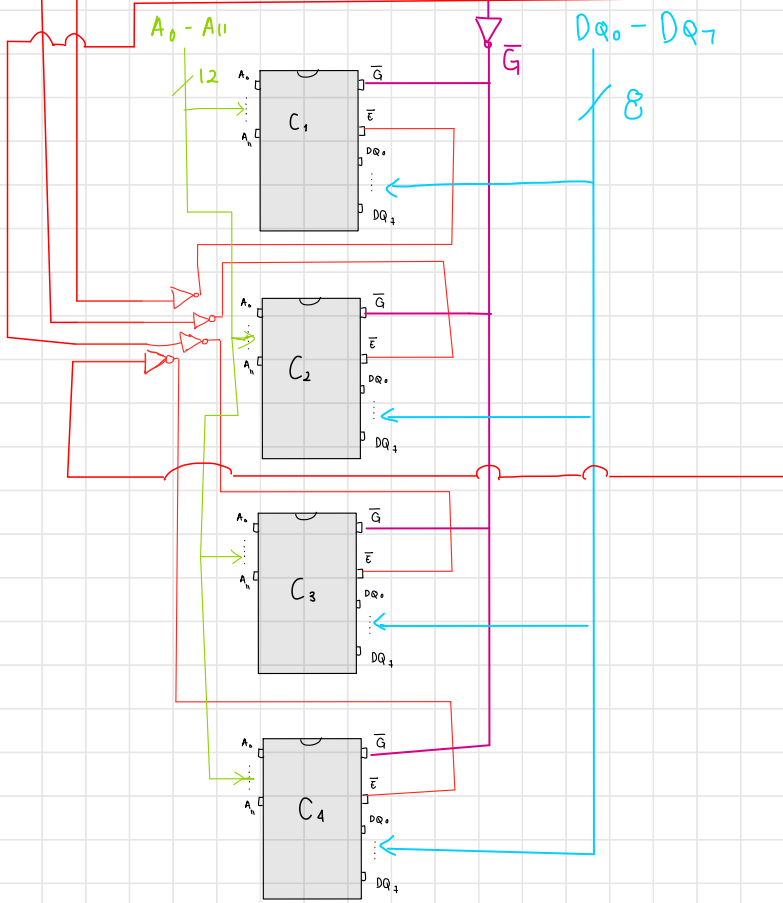 A₀ - A₁₁
DQ₀ - DQ₇
G̅
12
8
A₀
G̅
C₁
E̅
A₁₁
DQ₀
DQ₇
A₀
G̅
E̅
A₁₁
C₂
DQ₀
DQ₇
A₀
G̅
E̅
A₁₁
C₃
DQ₀
DQ₇
A₀
G̅
E̅
A₁₁
C₄
DQ₀
DQ₇